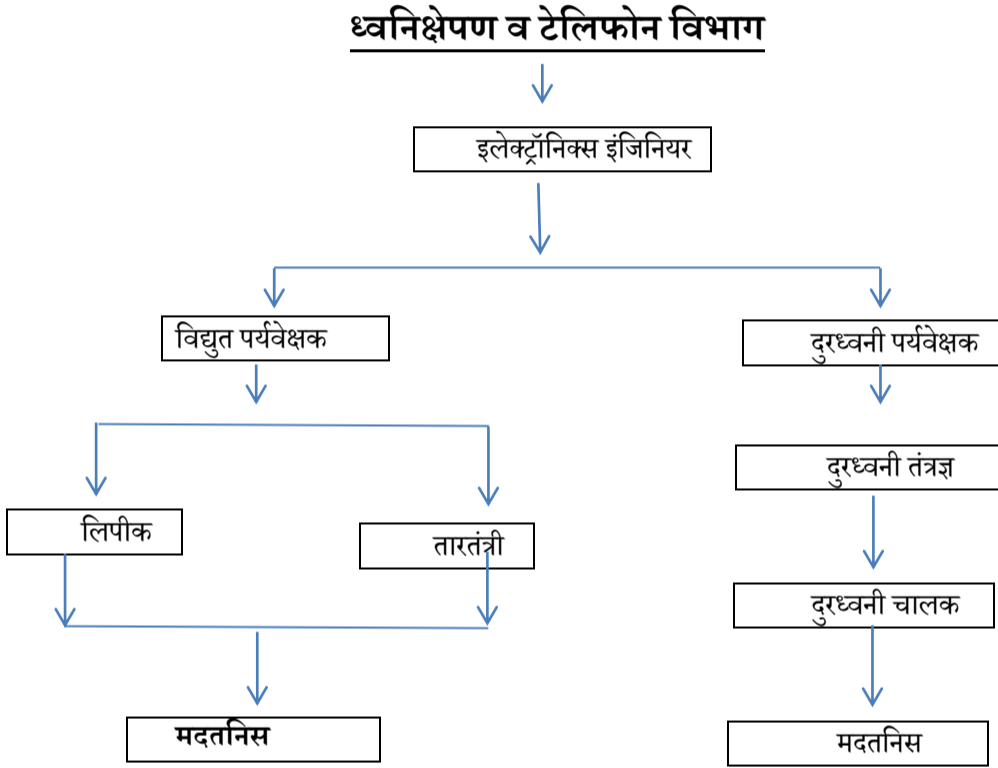 ध्वनिक्षेपण व टेलिफोन विभाग
इलेक्ट्रॉनिक्स इंजिनियर
विद्युत पर्यवेक्षक
दुरध्वनी पर्यवेक्षक
दुरध्वनी तंत्रज्ञ
लिपीक
तारतंत्री
दुरध्वनी चालक
मदतनिस
मदतनिस